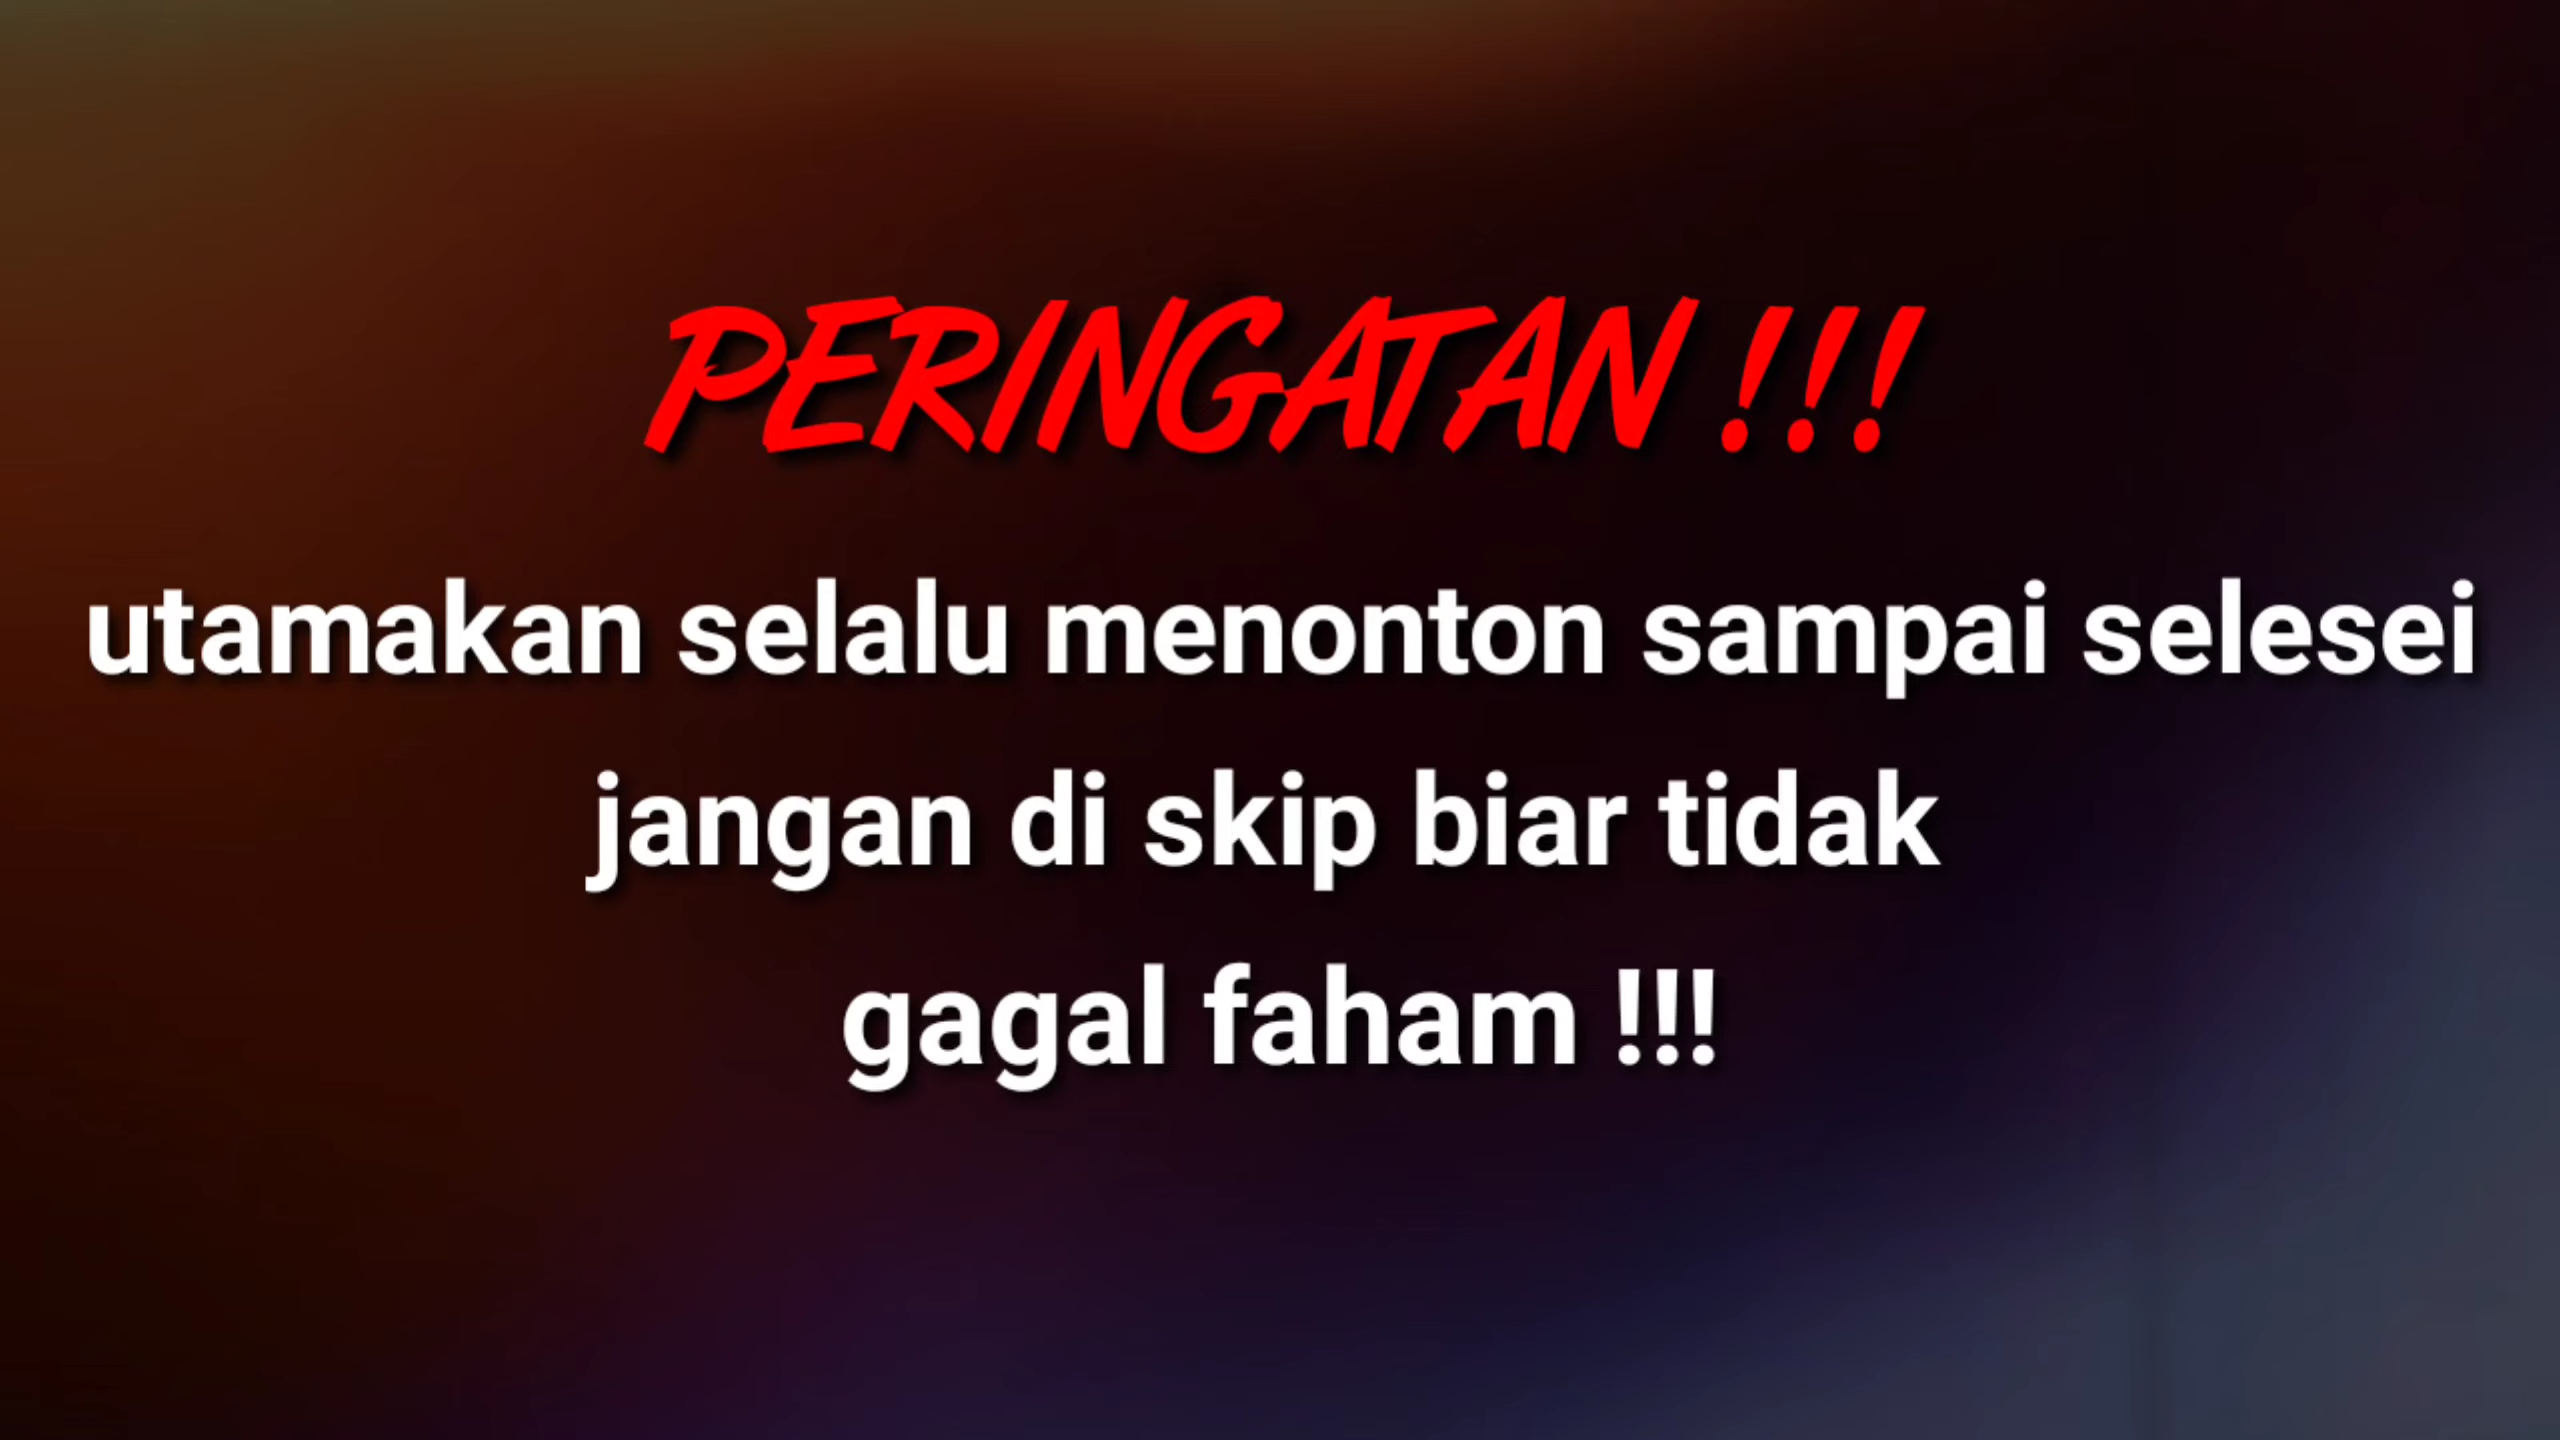 PERINGATAN !!!
utamakan selalu menonton sampai selesei
jangan di skip biar tidak
gagal faham !!!